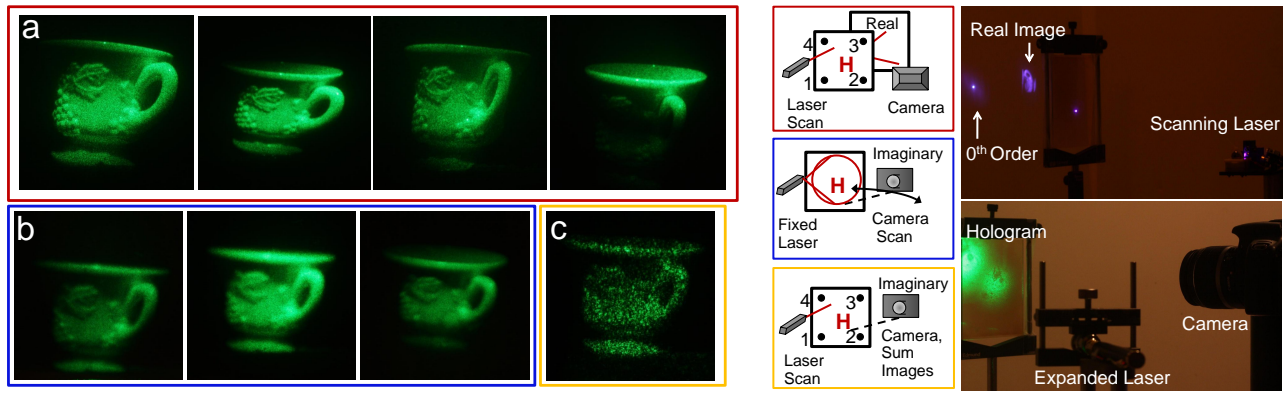 a
b
c
Real
4
3
H
1
2
Laser
Scan
Camera
Imaginary
H
Fixed
Laser
Camera
Scan
Imaginary
4
3
H
1
2
Laser
Scan
Camera,
Sum
Images
Real Image
Scanning Laser
0th Order
Hologram
Camera
Expanded Laser